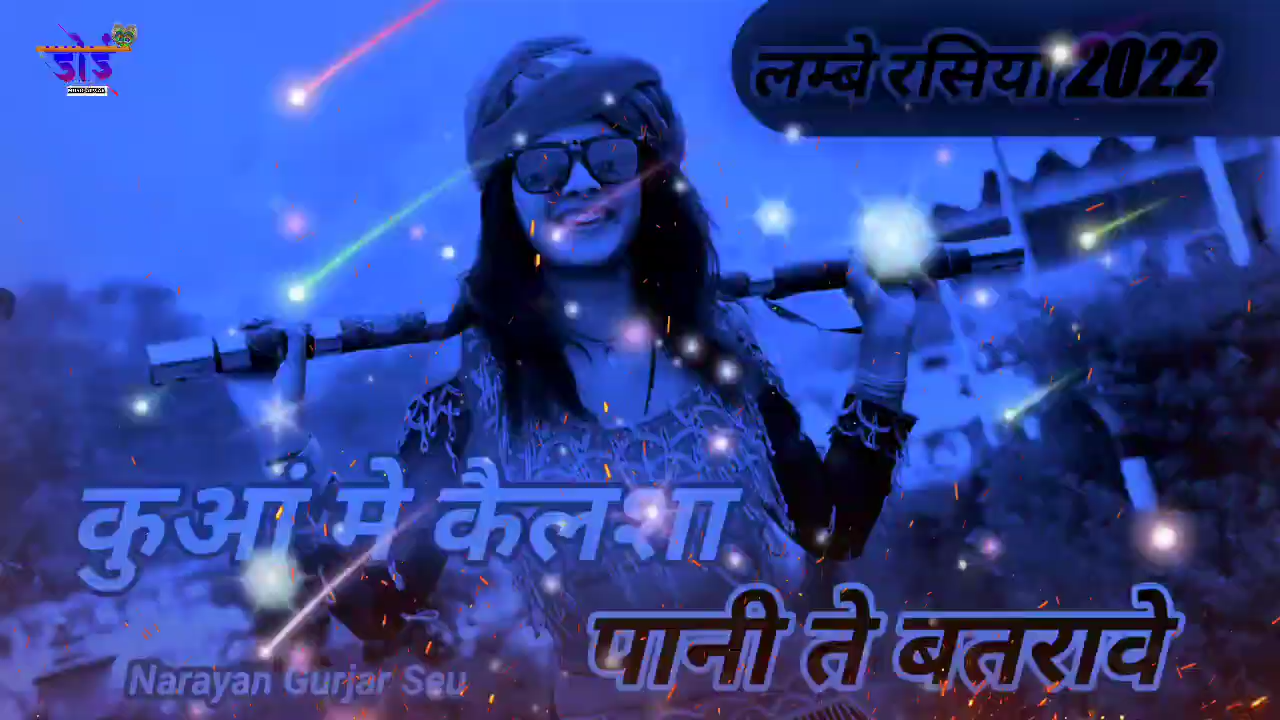 डोई
लम्बे रसिया 2022
कुआं मे कैलशा
पानी ते बतरावे
Narayan Gurjar Seu